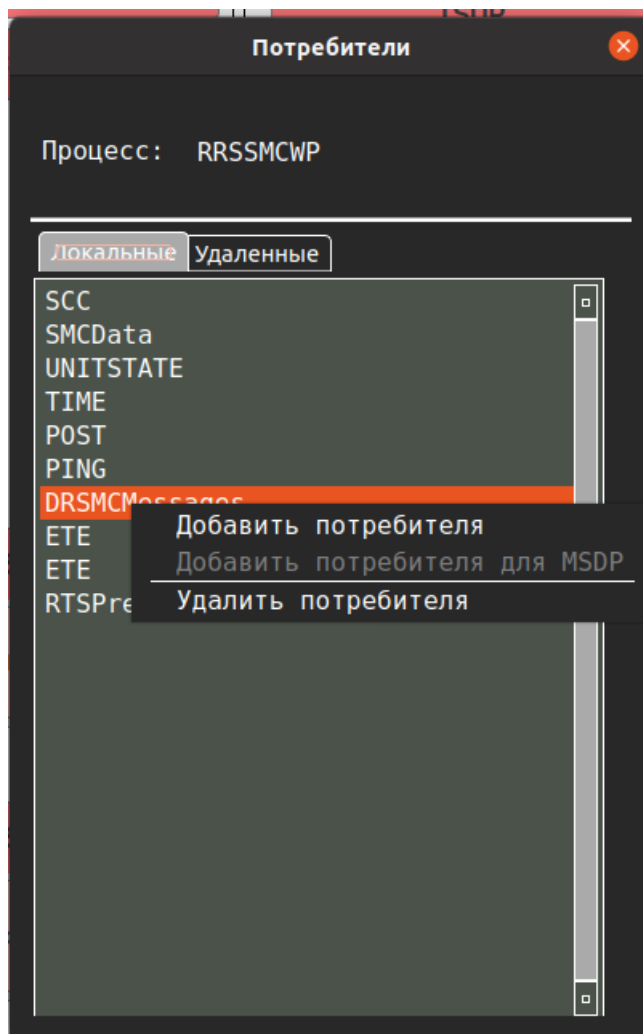 Потребители
Процесс: RRSSMCWP
Локальные Удаленные
SCC
SMCData
UNITSTATE
TIME
POST
PING
DRSMCMessages
ETE
ETE
RTSPre
Добавить потребителя
Добавить потребителя для MSDP
Удалить потребителя